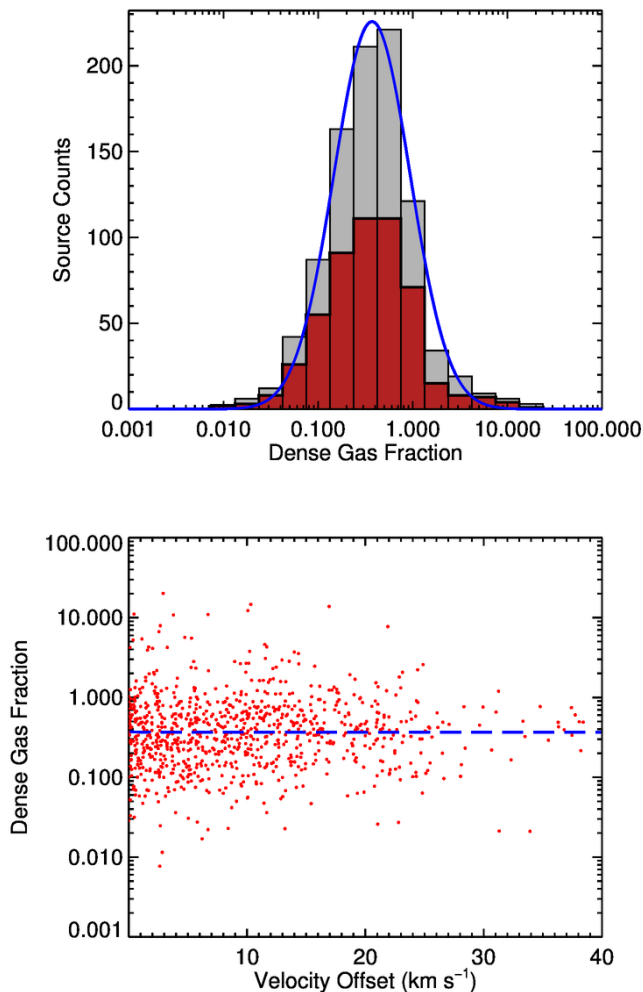 200
150
100
50
0
Source Counts
0.001 0.010 0.100 1.000 10.000 100.000
Dense Gas Fraction
100.000
10.000
1.000
0.100
0.010
0.001
Dense Gas Fraction
10 20 30 40
Velocity Offset (km s⁻¹)